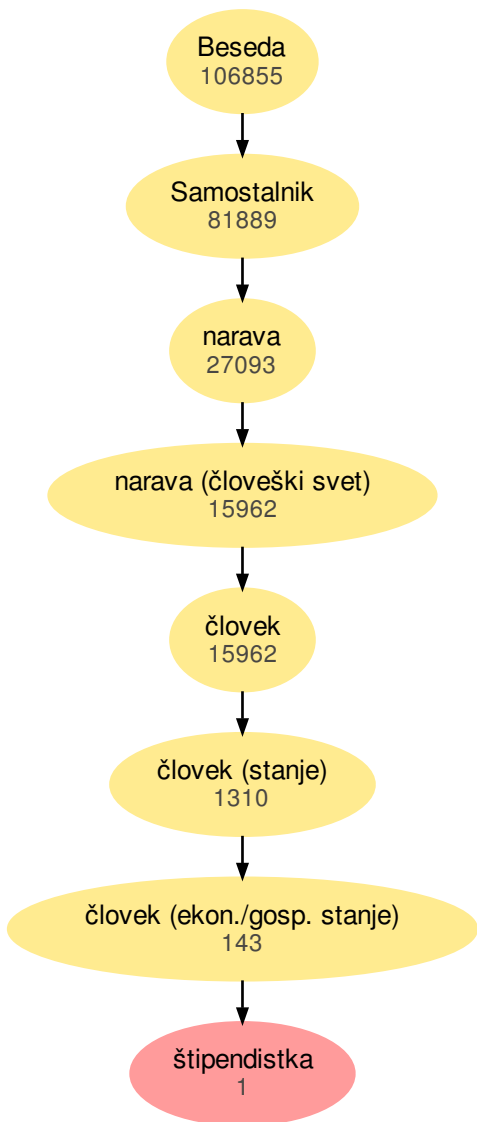 Beseda
106855
Samostalnik
81889
narava
27093
narava (človeški svet)
15962
človek
15962
človek (stanje)
1310
človek (ekon./gosp. stanje)
143
štipendistka
1